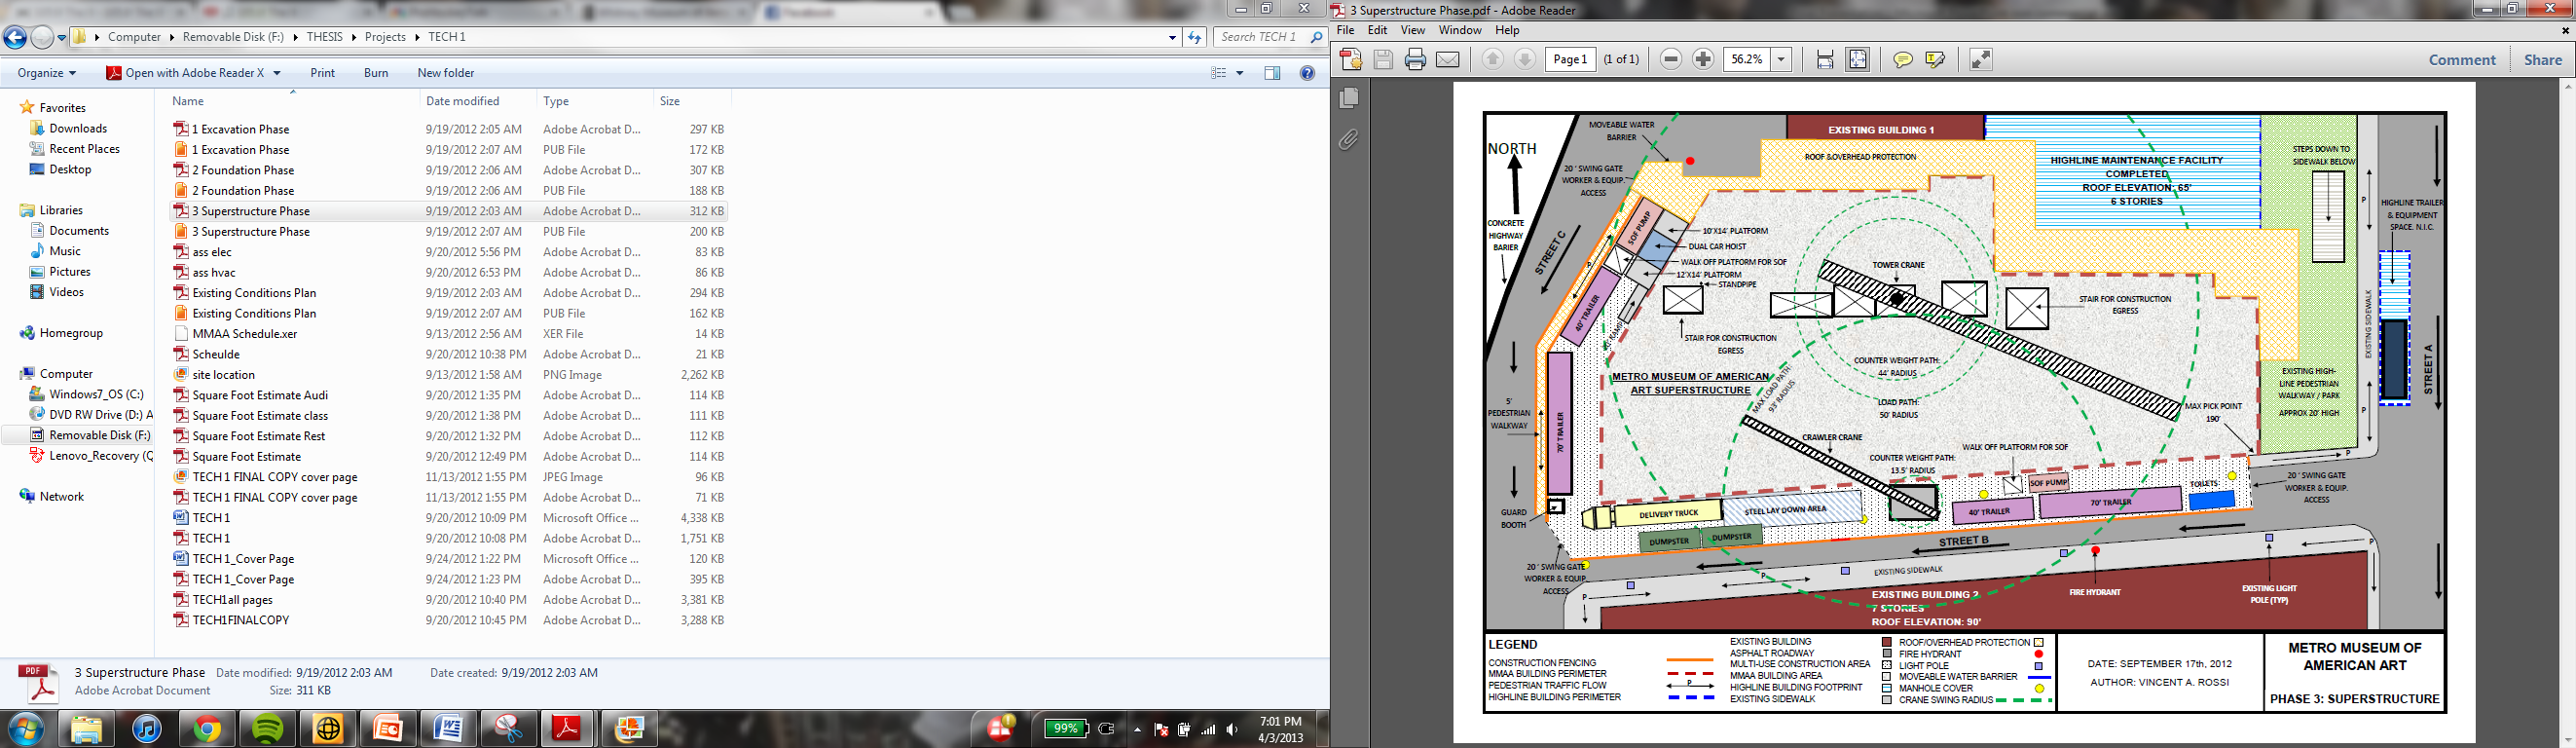 Computer ▸ Removable Disk (F:) ▸ THESIS ▸ Projects ▸ TECH 1
Search TECH 1
Organize Open with Adobe Reader X Print Burn New folder
Favorites
Downloads
Recent Places
Desktop
Libraries
Documents
Music
Pictures
Videos
Homegroup
Computer
Windows7_OS (C:)
DVD RW Drive (D:) A
Removable Disk (F:)
Lenovo_Recovery (Q
Network
Name Date modified Type Size
1 Excavation Phase 9/19/2012 2:05 AM Adobe Acrobat D... 297 KB
1 Excavation Phase 9/19/2012 2:07 AM PUB File 172 KB
2 Foundation Phase 9/19/2012 2:06 AM Adobe Acrobat D... 307 KB
2 Foundation Phase 9/19/2012 2:06 AM PUB File 188 KB
3 Superstructure Phase 9/19/2012 2:03 AM Adobe Acrobat D... 312 KB
3 Superstructure Phase 9/19/2012 2:07 AM PUB File 200 KB
ass elec 9/20/2012 5:56 PM Adobe Acrobat D... 83 KB
ass hvac 9/20/2012 6:53 PM Adobe Acrobat D... 86 KB
Existing Conditions Plan 9/19/2012 2:03 AM Adobe Acrobat D... 294 KB
Existing Conditions Plan 9/19/2012 2:07 AM PUB File 162 KB
MMAA Schedule.xer 9/13/2012 2:56 AM XER File 14 KB
Scheulde 9/20/2012 10:38 PM Adobe Acrobat D... 21 KB
site location 9/13/2012 1:58 AM PNG Image 2,262 KB
Square Foot Estimate Audi 9/20/2012 1:35 PM Adobe Acrobat D... 114 KB
Square Foot Estimate class 9/20/2012 1:38 PM Adobe Acrobat D... 111 KB
Square Foot Estimate Rest 9/20/2012 1:32 PM Adobe Acrobat D... 112 KB
Square Foot Estimate 9/20/2012 12:49 PM Adobe Acrobat D... 114 KB
TECH 1 FINAL COPY cover page 11/13/2012 1:55 PM JPEG Image 96 KB
TECH 1 FINAL COPY cover page 11/13/2012 1:55 PM Adobe Acrobat D... 71 KB
TECH 1 9/20/2012 10:09 PM Microsoft Office ... 4,338 KB
TECH 1 9/20/2012 10:08 PM Adobe Acrobat D... 1,751 KB
TECH 1_Cover Page 9/24/2012 1:22 PM Microsoft Office ... 120 KB
TECH 1_Cover Page 9/24/2012 1:23 PM Adobe Acrobat D... 395 KB
TECH1all pages 9/20/2012 10:40 PM Adobe Acrobat D... 3,381 KB
TECH1FINALCOPY 9/20/2012 10:45 PM Adobe Acrobat D... 3,288 KB
PDF
3 Superstructure Phase Date modified: 9/19/2012 2:03 AM Date created: 9/19/2012 2:03 AM
Adobe Acrobat Document Size: 311 KB
99%
7:01 PM
4/3/2013
3 Superstructure Phase.pdf - Adobe Reader
File Edit View Window Help
Page 1 (1 of 1) 56.2% Comment Share
NORTH
MOVEABLE WATER
BARRIER
EXISTING BUILDING 1
ROOF &OVERHEAD PROTECTION
HIGHLINE MAINTENANCE FACILITY
COMPLETED
ROOF ELEVATION: 65'
6 STORIES
STEPS DOWN TO
SIDEWALK BELOW
20 ' SWING GATE
WORKER & EQUIP.
ACCESS
HIGHLINE TRAILER
& EQUIPMENT
SPACE. N.I.C.
CONCRETE
HIGHWAY
BARIER
STREET C
SOF PUMP
10'X14' PLATFORM
DUAL CAR HOIST
WALK OFF PLATFORM FOR SOF
12'X14' PLATFORM
STANDPIPE
RAMP
40' TRAILER
TOWER CRANE
STAIR FOR CONSTRUCTION
EGRESS
STAIR FOR CONSTRUCTION
EGRESS
COUNTER WEIGHT PATH:
44' RADIUS
LOAD PATH:
50' RADIUS
METRO MUSEUM OF AMERICAN
ART SUPERSTRUCTURE
MAX LOAD PATH:
93' RADIUS
EXISTING SIDEWALK
STREET A
EXISTING HIGH-
LINE PEDESTRIAN
WALKWAY / PARK
APPROX 20' HIGH
MAX PICK POINT
190'
5'
PEDESTRIAN
WALKWAY
70' TRAILER
CRAWLER CRANE
COUNTER WEIGHT PATH:
13.5' RADIUS
WALK OFF PLATFORM FOR SOF
SOF PUMP
TOILETS
20 ' SWING GATE
WORKER & EQUIP.
ACCESS
GUARD
BOOTH
DELIVERY TRUCK
STEEL LAY DOWN AREA
40' TRAILER
70' TRAILER
DUMPSTER
DUMPSTER
STREET B
20 ' SWING GATE
WORKER & EQUIP.
ACCESS
EXISTING SIDEWALK
EXISTING BUILDING 2
7 STORIES
ROOF ELEVATION: 90'
FIRE HYDRANT
EXISTING LIGHT
POLE (TYP)
LEGEND
CONSTRUCTION FENCING
MMAA BUILDING PERIMETER
PEDESTRIAN TRAFFIC FLOW
HIGHLINE BUILDING PERIMETER
EXISTING BUILDING
ASPHALT ROADWAY
MULTI-USE CONSTRUCTION AREA
MMAA BUILDING AREA
HIGHLINE BUILDING FOOTPRINT
EXISTING SIDEWALK
ROOF/OVERHEAD PROTECTION
FIRE HYDRANT
LIGHT POLE
MOVEABLE WATER BARRIER
MANHOLE COVER
CRANE SWING RADIUS
DATE: SEPTEMBER 17th, 2012
AUTHOR: VINCENT A. ROSSI
METRO MUSEUM OF
AMERICAN ART
PHASE 3: SUPERSTRUCTURE